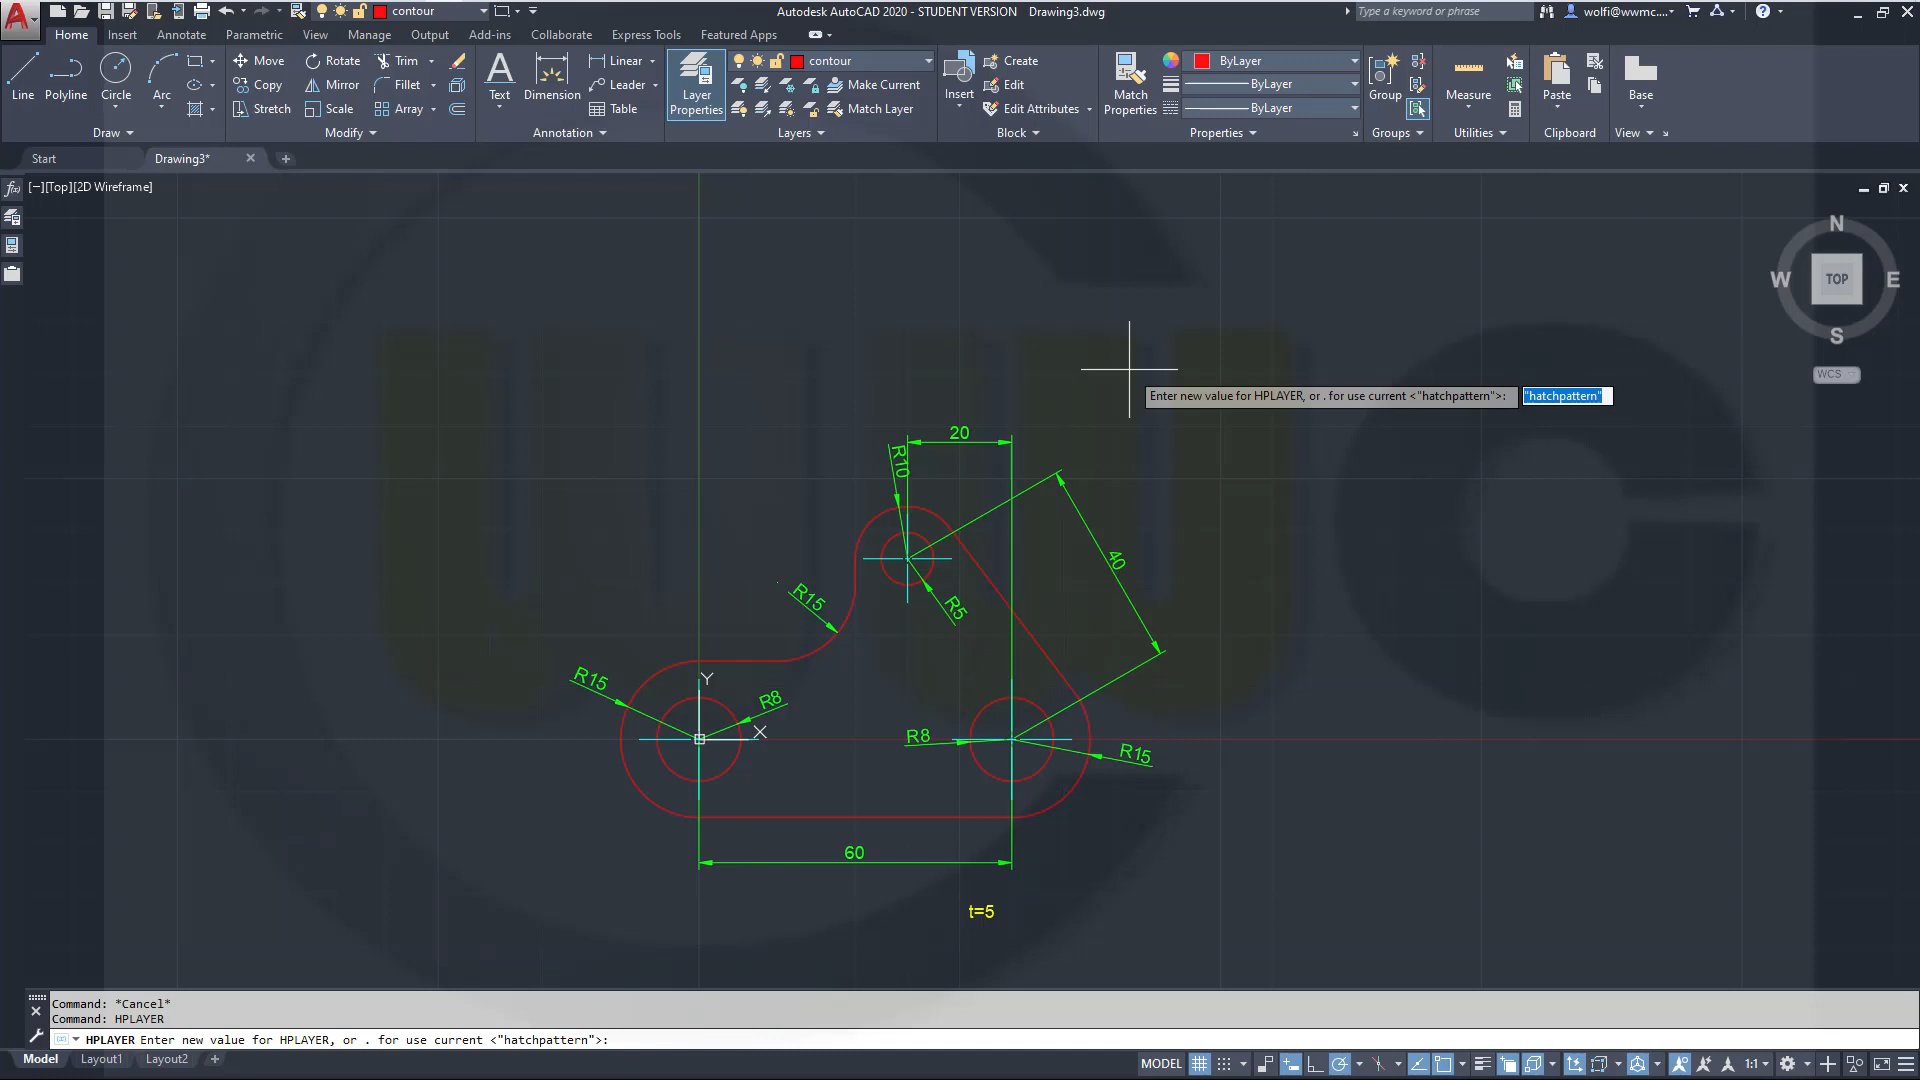 contour
Autodesk AutoCAD 2020 - STUDENT VERSION Drawing3.dwg
Type a keyword or phrase
wolfi@wwmc....
Home Insert Annotate Parametric View Manage Output Add-ins Collaborate Express Tools Featured Apps
Line Polyline Circle Arc
Move Rotate Trim
Copy Mirror Fillet
Stretch Scale Array
Text Dimension
Linear
Leader
Table
Layer Properties
contour
Make Current
Match Layer
Insert
Create
Edit
Edit Attributes
Match Properties
ByLayer
ByLayer
ByLayer
Group Measure Paste Base
Draw Modify Annotation Layers Block Properties Groups Utilities Clipboard View
Start Drawing3*
[−][Top][2D Wireframe]
N
W TOP E
S
WCS
Enter new value for HPLAYER, or . for use current <"hatchpattern">: "hatchpattern"
20
R10
40
R15
R5
R15
Y
R8
X
R8
R15
60
t=5
Command: *Cancel*
Command: HPLAYER
HPLAYER Enter new value for HPLAYER, or . for use current <"hatchpattern">:
Model Layout1 Layout2
MODEL 1:1